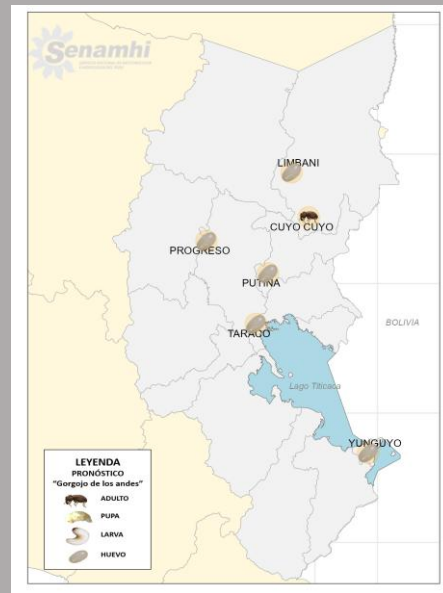 Senamhi
LIMBANI
CUYO CUYO
PROGRESO
PUTINA
TARACO
BOLIVIA
Lago Titicaca
YUNGUYO
LEYENDA
PRONÓSTICO
"Gorgojo de los andes"
ADULTO
PUPA
LARVA
HUEVO